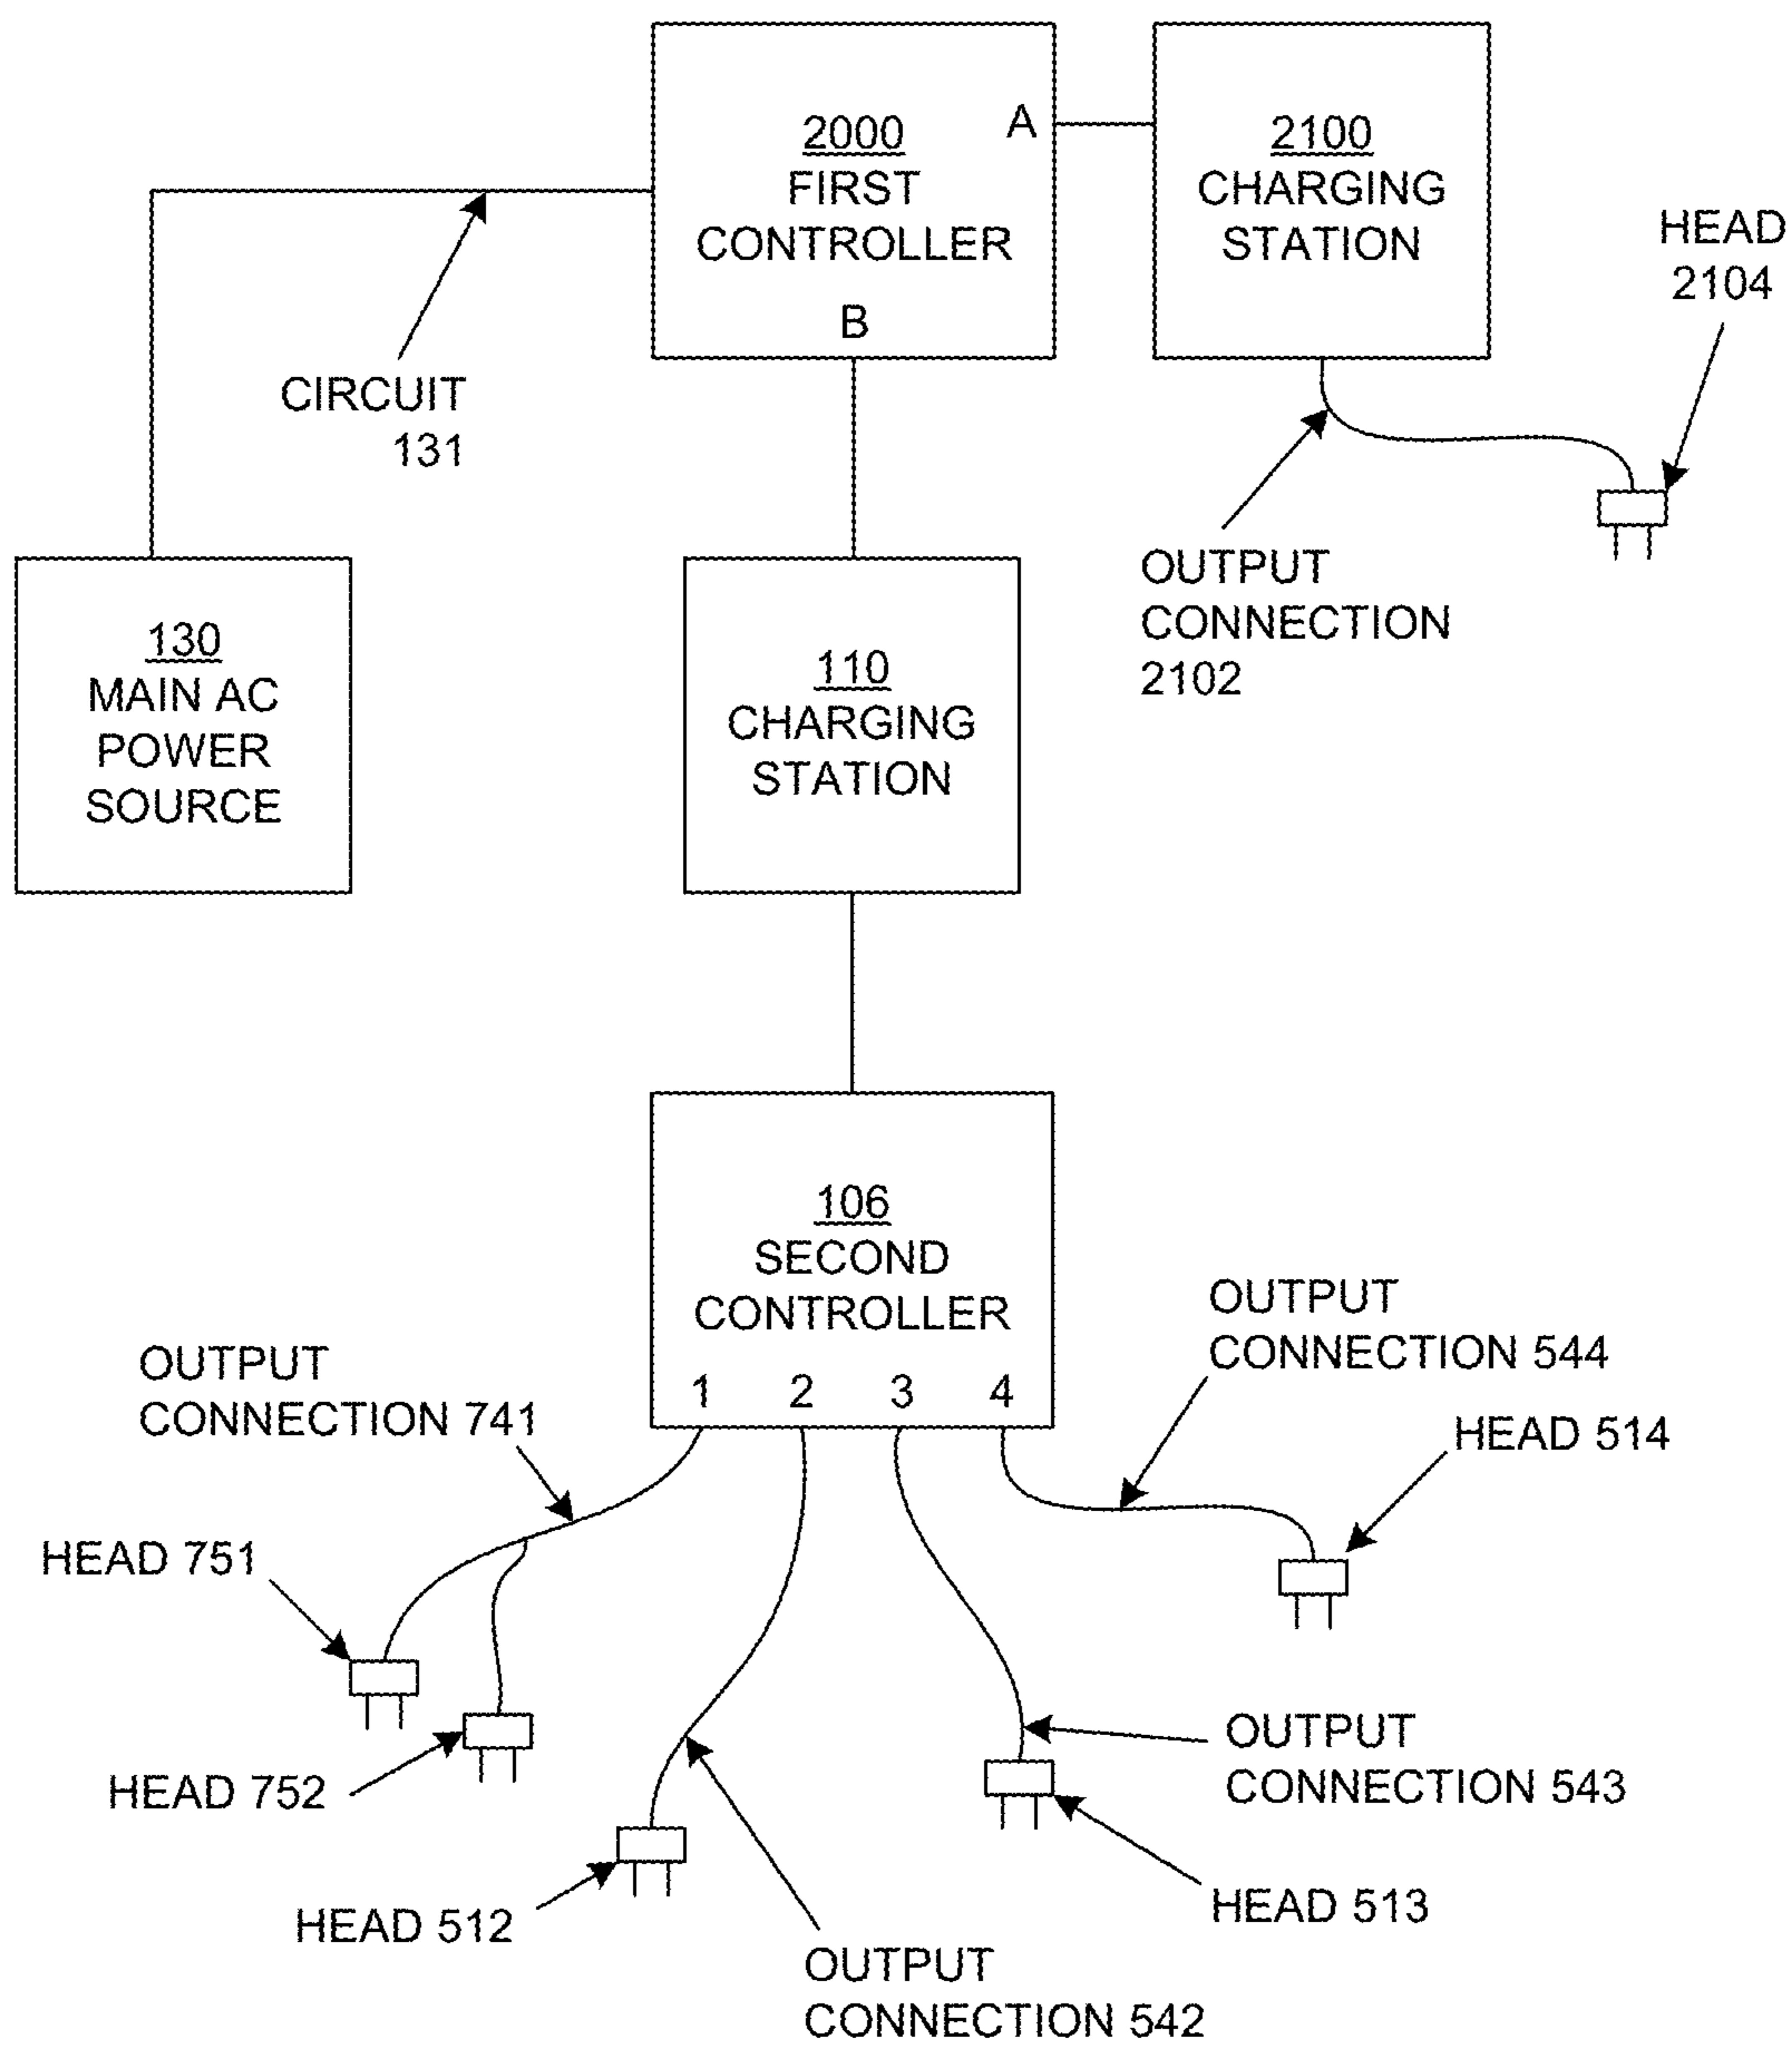 2000
FIRST
CONTROLLER
A
B
2100
CHARGING
STATION
HEAD
2104
CIRCUIT
131
OUTPUT
CONNECTION
2102
130
MAIN AC
POWER
SOURCE
110
CHARGING
STATION
106
SECOND
CONTROLLER
1 2 3 4
OUTPUT
CONNECTION 544
OUTPUT
CONNECTION 741
HEAD 514
HEAD 751
HEAD 752
OUTPUT
CONNECTION 543
HEAD 512
HEAD 513
OUTPUT
CONNECTION 542